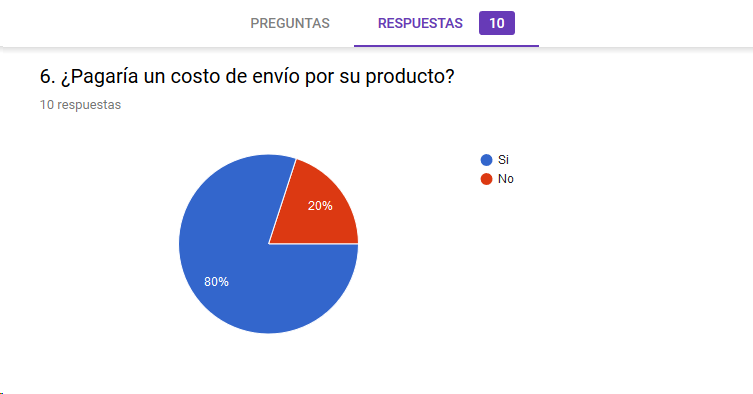 PREGUNTAS RESPUESTAS 10
6. ¿Pagaría un costo de envío por su producto?
10 respuestas
Si
No
20%
80%